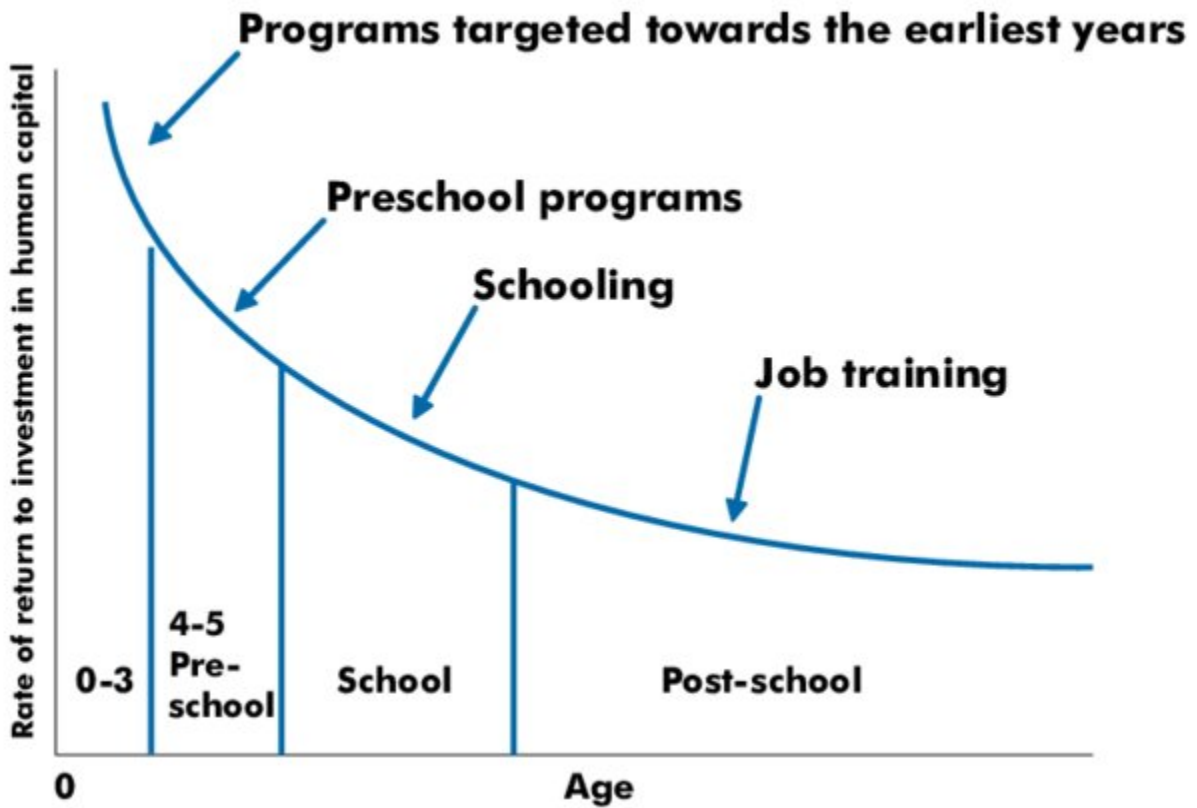 Programs targeted towards the earliest years
Rate of return to investment in human capital
Preschool programs
Schooling
Job training
0-3
4-5
Pre-
school
School
Post-school
0
Age